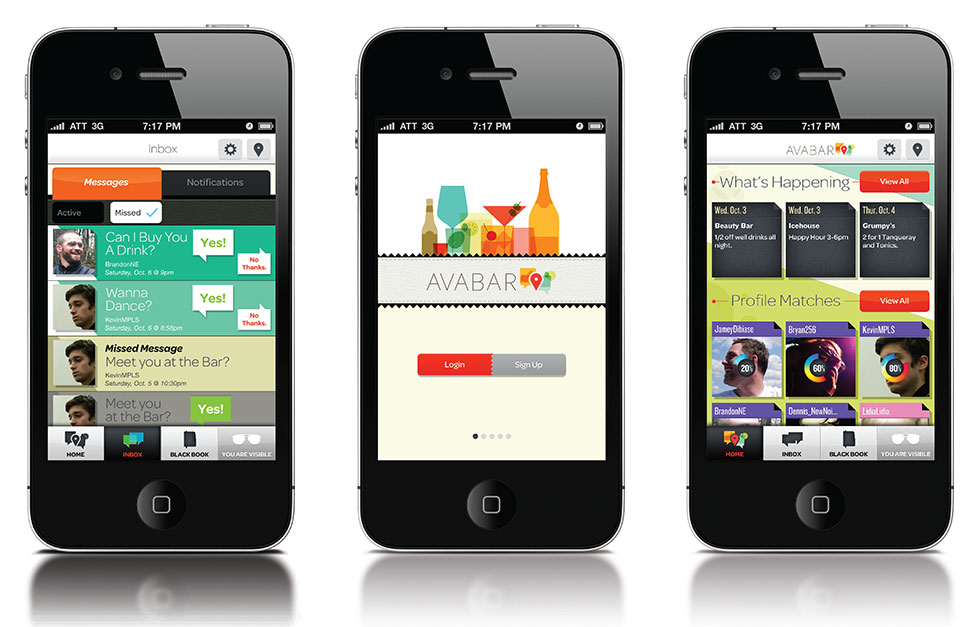 ATT 3G 7:17 PM
Inbox
Messages Notifications
Active Missed
Can I Buy You
A Drink?
BrandonNE
Saturday, Oct. 6 @ 9pm
Yes!
No
Thanks.
Wanna
Dance?
KevinMPLS
Saturday, Oct. 6 @ 8:58pm
Yes!
No
Thanks.
Missed Message
Meet you at the Bar?
KevinMPLS
Saturday, Oct. 5 @ 10:30pm
Meet you
at the Bar?
Yes!
HOME INBOX BLACK BOOK YOU ARE VISIBLE
ATT 3G 7:17 PM
AVABAR
Login Sign Up
ATT 3G 7:17 PM
AVABAR
What's Happening View All
Wed. Oct. 3
Beauty Bar
1/2 off well drinks all
night.
Wed. Oct. 3
Icehouse
Happy Hour 3-6pm
Thur. Oct. 4
Grumpy's
2 for 1 Tanqueray
and Tonics.
Profile Matches View All
JameyDibiase Bryan256 KevinMPLS
20% 60% 80%
BrandonNE Dennis_NewNoi... LidiaLidia
HOME INBOX BLACK BOOK YOU ARE VISIBLE